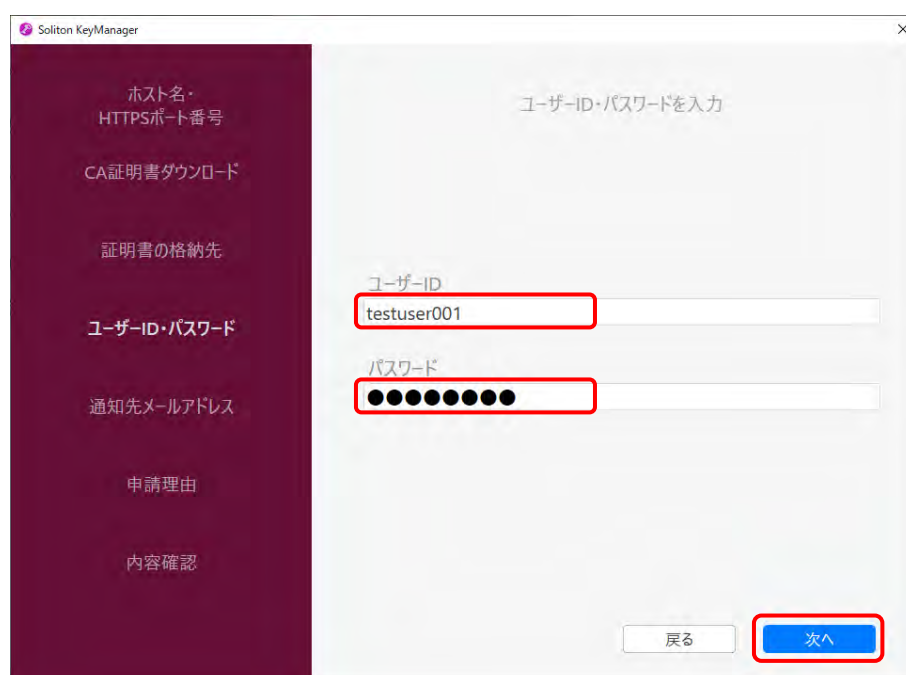 Soliton KeyManager
ホスト名・
HTTPSポート番号
CA証明書ダウンロード
証明書の格納先
ユーザーID・パスワード
通知先メールアドレス
申請理由
内容確認
ユーザーID・パスワードを入力
ユーザーID
testuser001
パスワード
●●●●●●●●
戻る
次へ